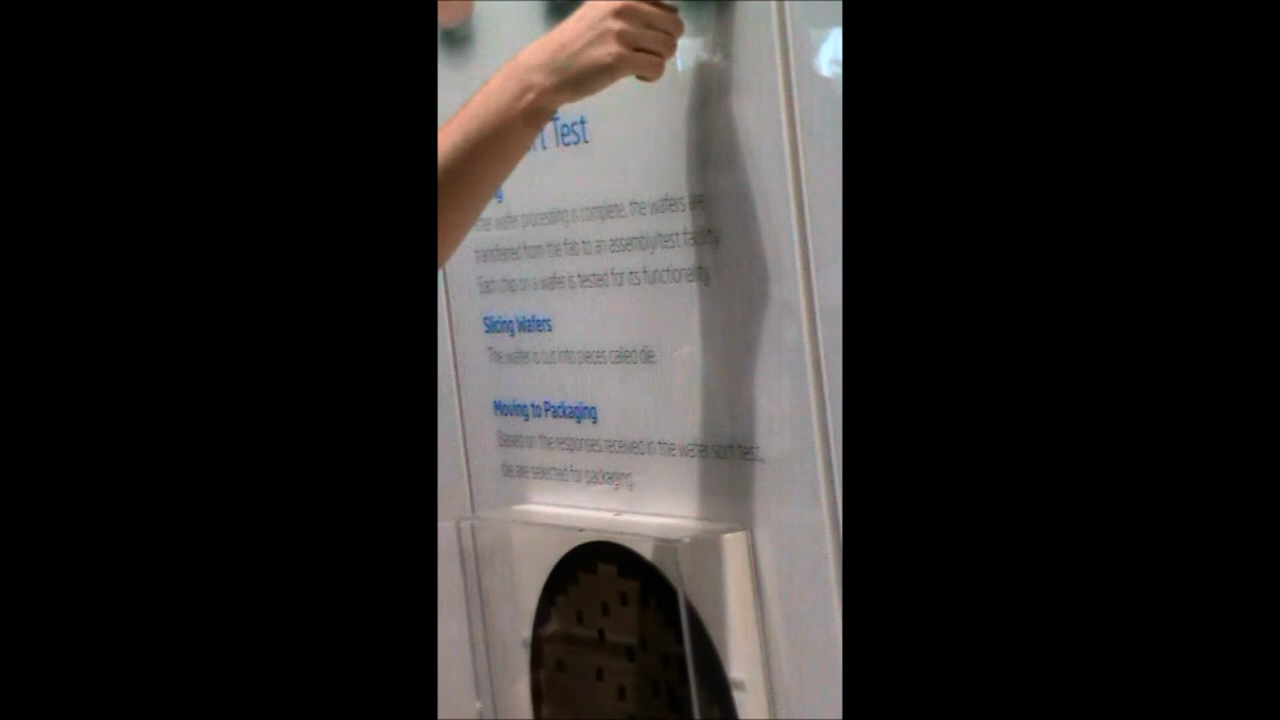 Test
wafer processing is complete, the wafers are
transferred from the fab to an assembly/test facility.
Each chip on a wafer is tested for its functionality.
Slicing Wafers
The wafer is cut into pieces called die.
Moving to Packaging
Based on the responses received in the wafer sort test,
die are selected for packaging.